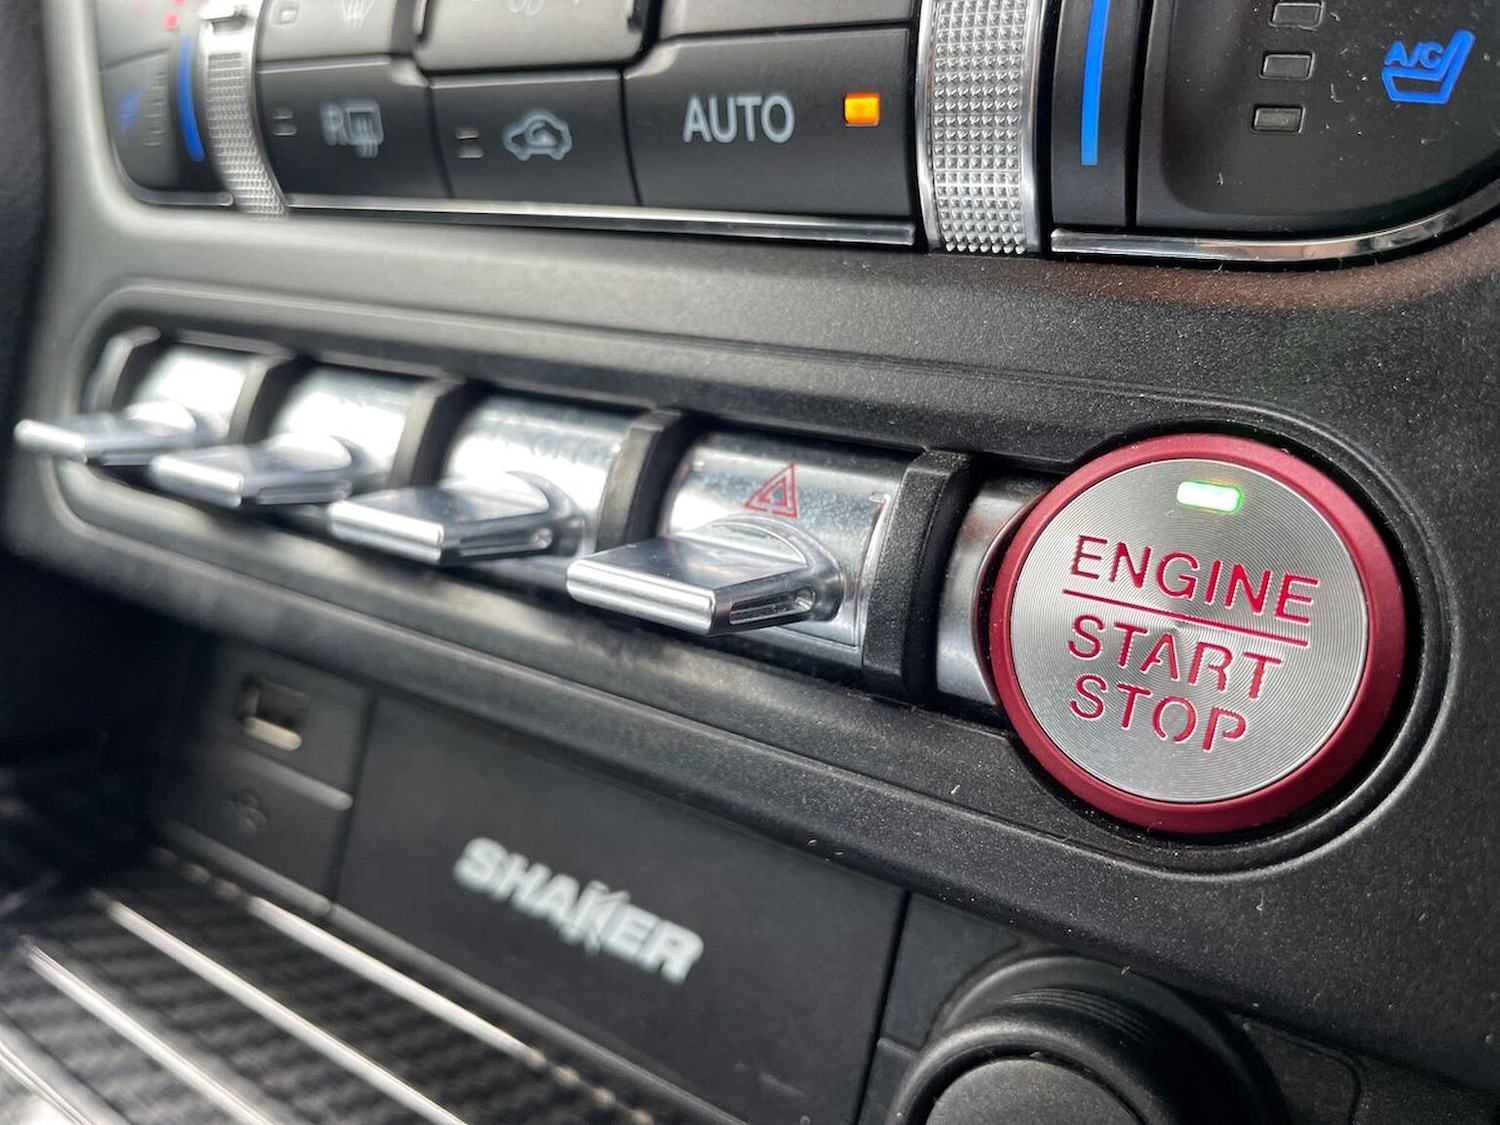 R
AUTO
A/C
ENGINE
START
STOP
SHAKER